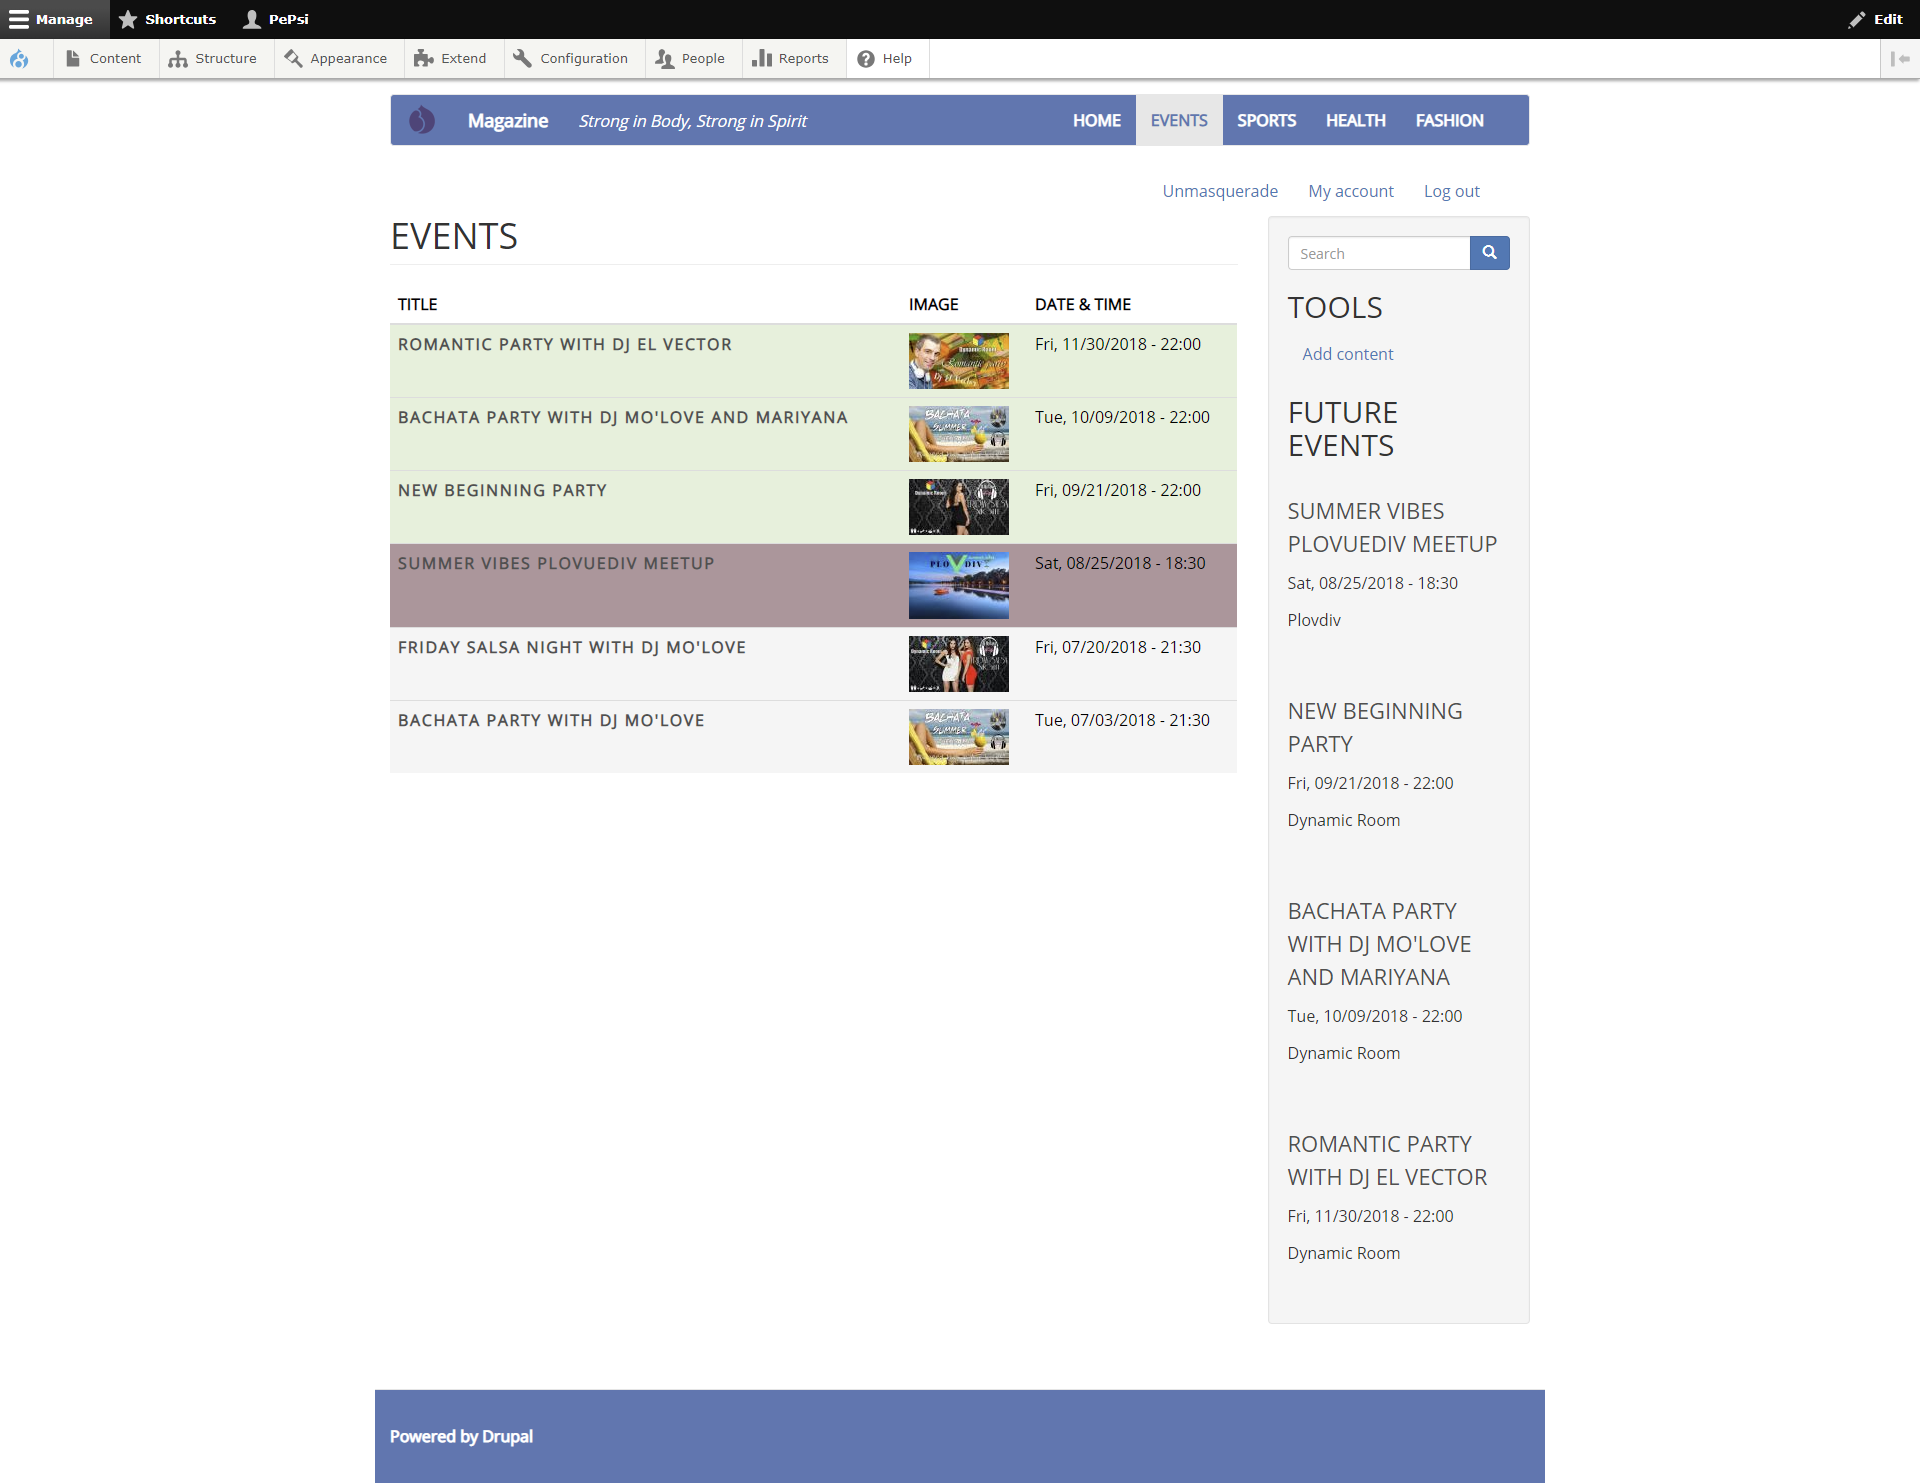 Manage Shortcuts PePsi Edit
Content Structure Appearance Extend Configuration People Reports Help
Magazine Strong in Body, Strong in Spirit HOME EVENTS SPORTS HEALTH FASHION
Unmasquerade My account Log out
EVENTS
TITLE IMAGE DATE & TIME
ROMANTIC PARTY WITH DJ EL VECTOR Fri, 11/30/2018 - 22:00
BACHATA PARTY WITH DJ MO'LOVE AND MARIYANA Tue, 10/09/2018 - 22:00
BACHATA
SUMMER
NEW BEGINNING PARTY Fri, 09/21/2018 - 22:00
SUMMER VIBES PLOVUEDIV MEETUP Sat, 08/25/2018 - 18:30
PLOVDIV
FRIDAY SALSA NIGHT WITH DJ MO'LOVE Fri, 07/20/2018 - 21:30
BACHATA PARTY WITH DJ MO'LOVE Tue, 07/03/2018 - 21:30
BACHATA
SUMMER
Search
TOOLS
Add content
FUTURE
EVENTS
SUMMER VIBES
PLOVUEDIV MEETUP
Sat, 08/25/2018 - 18:30
Plovdiv
NEW BEGINNING
PARTY
Fri, 09/21/2018 - 22:00
Dynamic Room
BACHATA PARTY
WITH DJ MO'LOVE
AND MARIYANA
Tue, 10/09/2018 - 22:00
Dynamic Room
ROMANTIC PARTY
WITH DJ EL VECTOR
Fri, 11/30/2018 - 22:00
Dynamic Room
Powered by Drupal